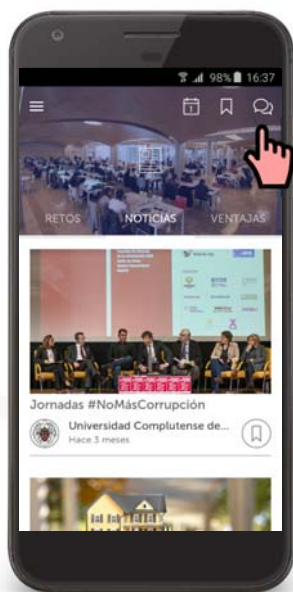 98% 16:37
RETOS NOTICIAS VENTAJAS
Jornadas #NoMásCorrupción
Universidad Complutense de...
Hace 3 meses